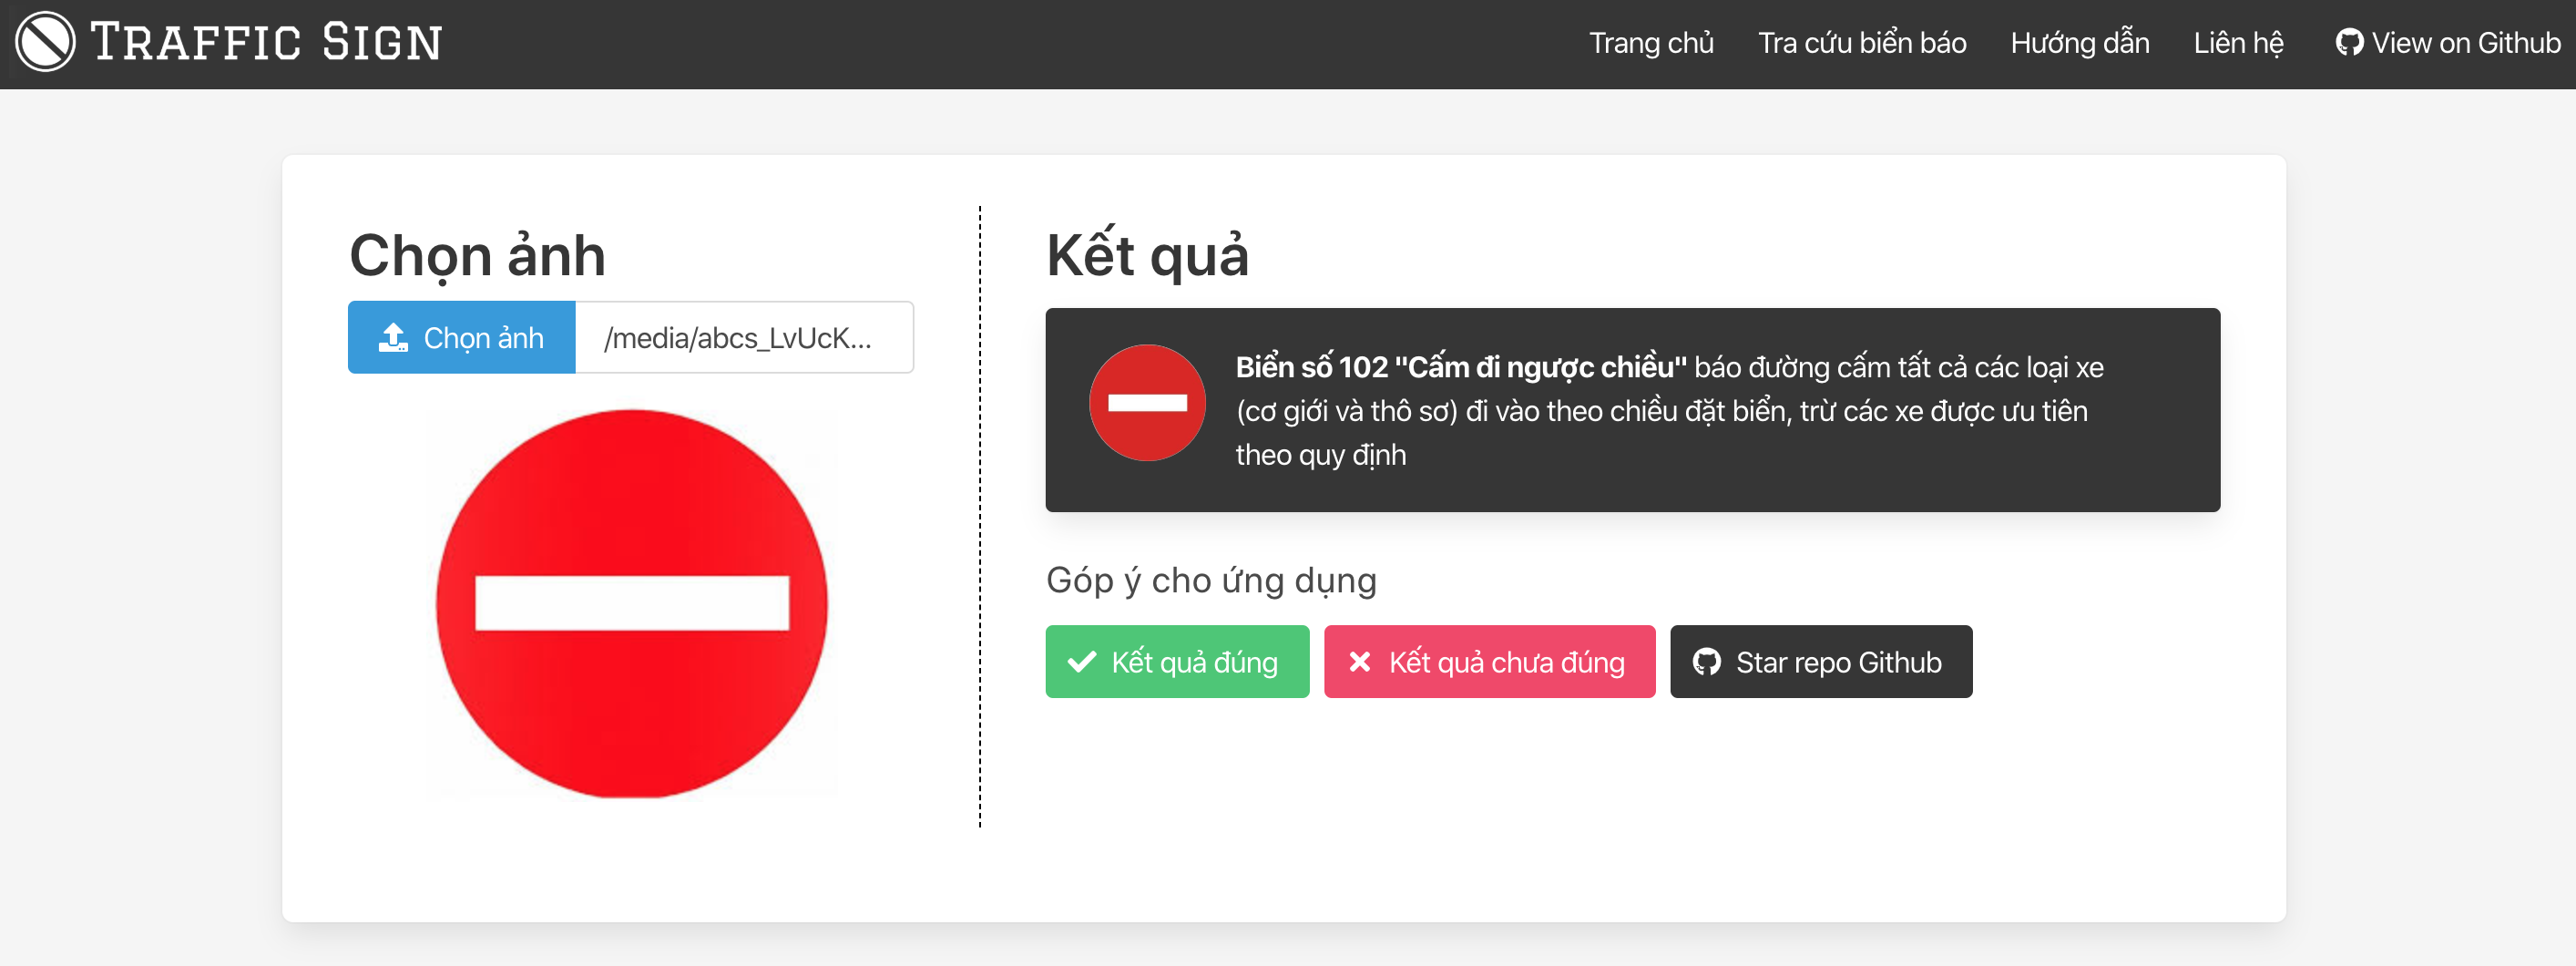 TRAFFIC SIGN
Trang chủ
Tra cứu biển báo
Hướng dẫn
Liên hệ
View on Github
Chọn ảnh
Chọn ảnh
/media/abcs_LvUcK...
Kết quả
Biển số 102 "Cấm đi ngược chiều" báo đường cấm tất cả các loại xe
(cơ giới và thô sơ) đi vào theo chiều đặt biển, trừ các xe được ưu tiên
theo quy định
Góp ý cho ứng dụng
Kết quả đúng
Kết quả chưa đúng
Star repo Github